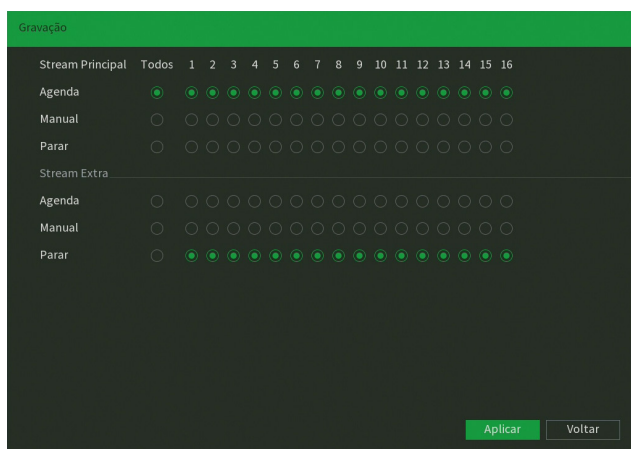 Gravação
Stream Principal Todos 1 2 3 4 5 6 7 8 9 10 11 12 13 14 15 16
Agenda
Manual
Parar
Stream Extra
Agenda
Manual
Parar
Aplicar Voltar